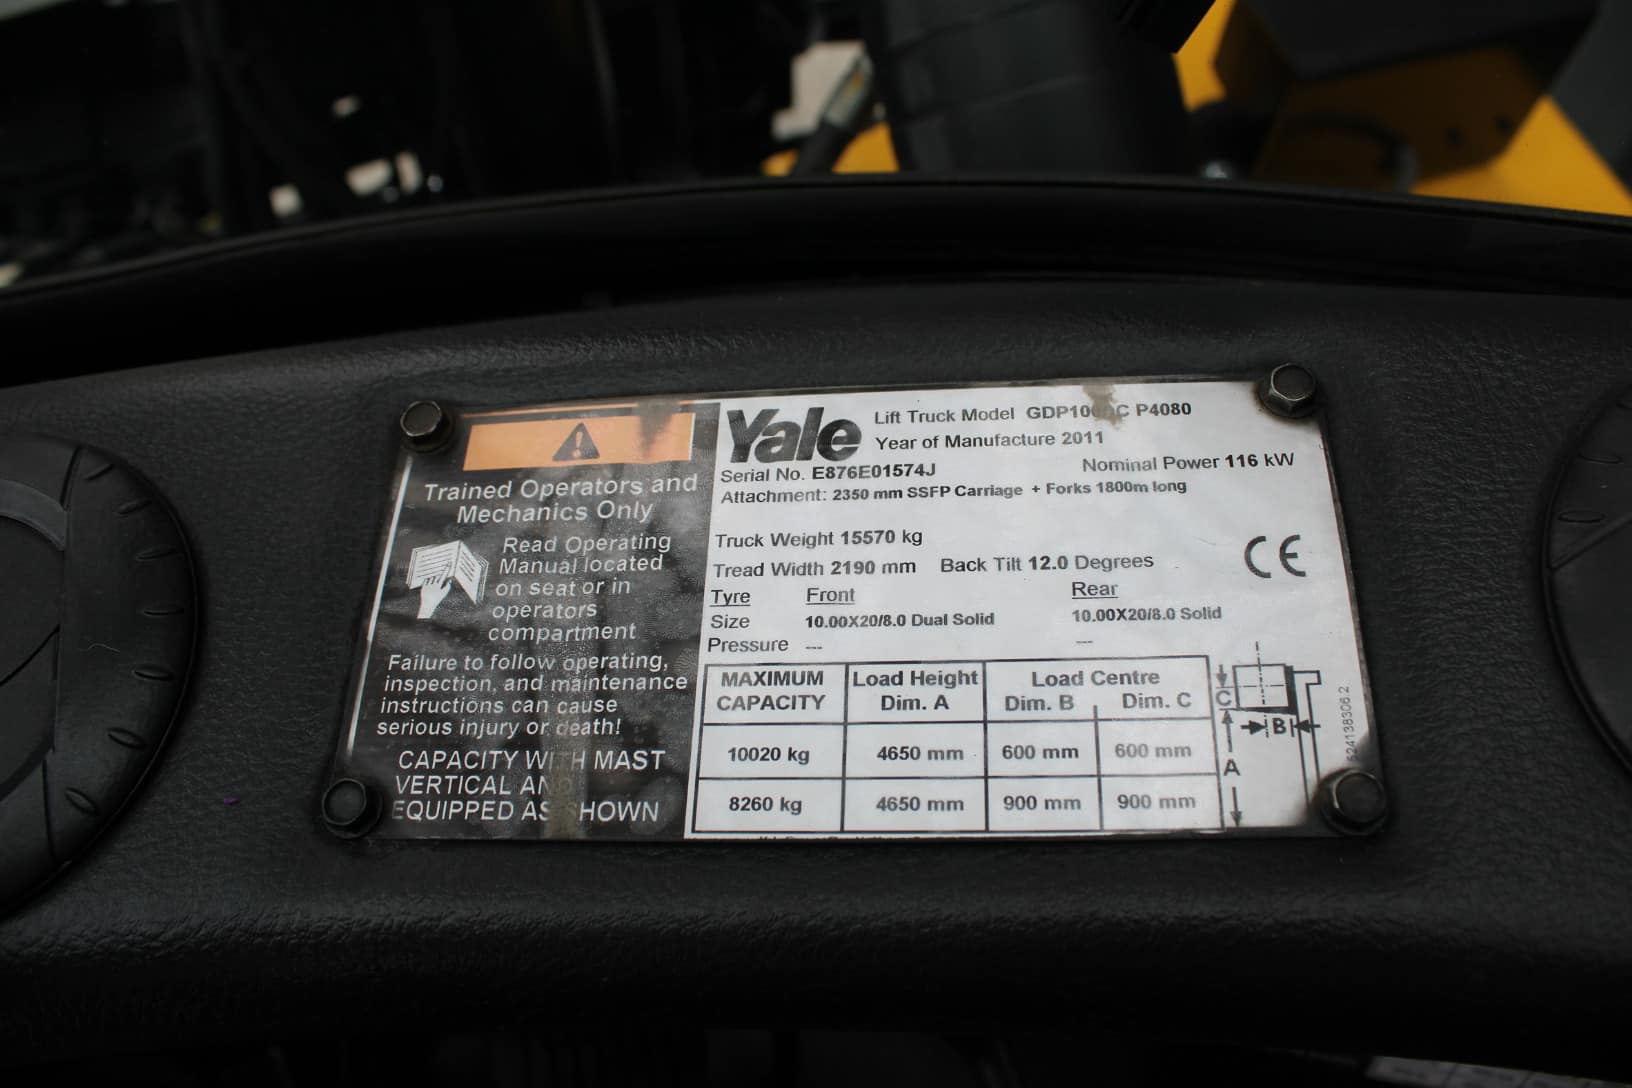 Trained Operators and
Mechanics Only
Read Operating
Manual located
on seat or in
operators
compartment
Failure to follow operating,
inspection, and maintenance
instructions can cause
serious injury or death!
CAPACITY WITH MAST
VERTICAL AND
EQUIPPED AS SHOWN
Yale
Lift Truck Model P4080
Year of Manufacture 2011
Serial No. E876E01574J Nominal Power 116 kW
Attachment: 2350 mm SSFP Carriage + Forks 1800m long
Truck Weight 15570 kg
Tread Width 2190 mm Back Tilt 12.0 Degrees
CE
Tyre Front Rear
Size 10.00X20/8.0 Dual Solid 10.00X20/8.0 Solid
Pressure --- ---
MAXIMUM CAPACITY Load Height Dim. A Load Centre Dim. B Dim. C
10020 kg 4650 mm 600 mm 600 mm
8260 kg 4650 mm 900 mm 900 mm
C
B
A